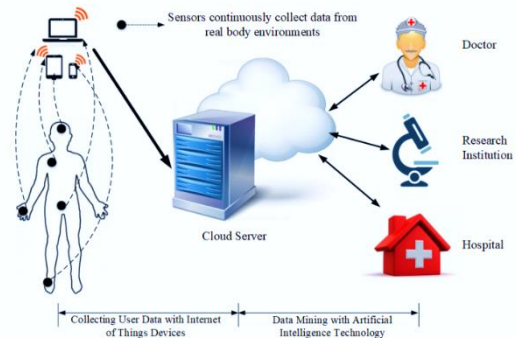 Sensors continuously collect data from
real body environments
Doctor
Research
Institution
Cloud Server
Hospital
Collecting User Data with Internet
of Things Devices
Data Mining with Artificial
Intelligence Technology